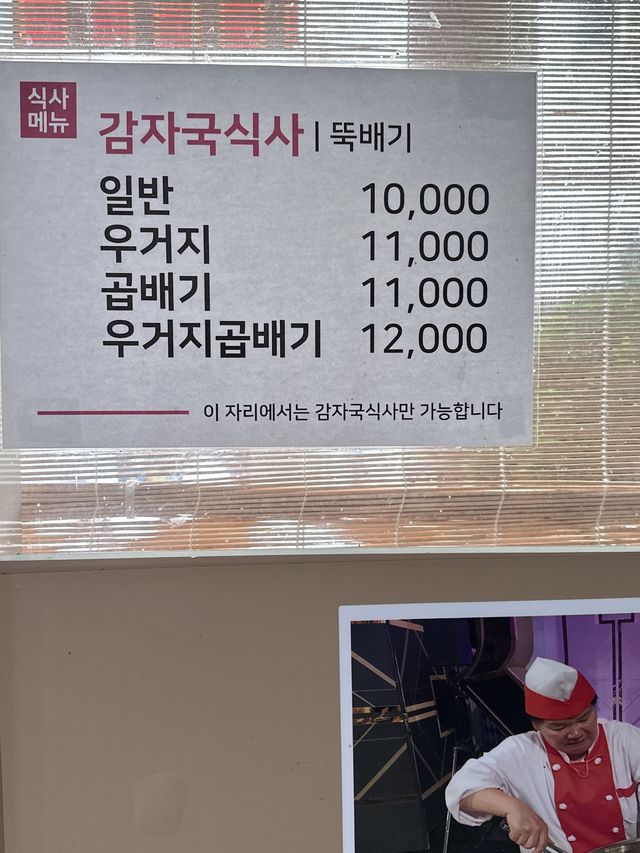 식사
메뉴
감자국식사 | 뚝배기
일반 10,000
우거지 11,000
곱배기 11,000
우거지곱배기 12,000
이 자리에서는 감자국식사만 가능합니다